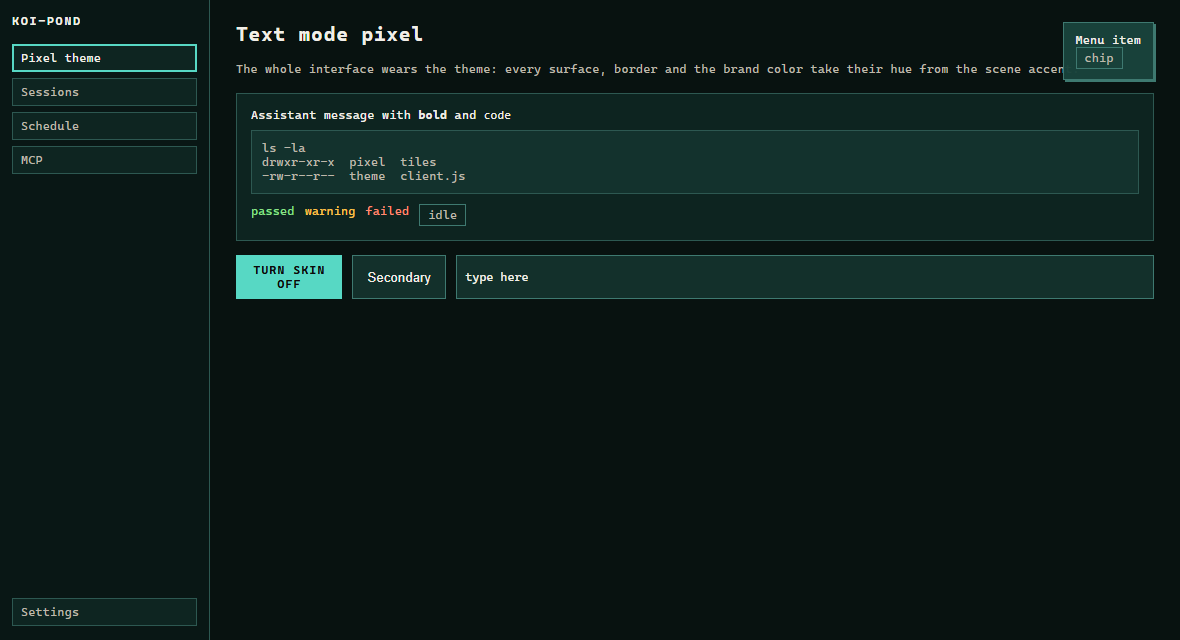 KOI-POND
Pixel theme
Sessions
Schedule
MCP
Settings
Text mode pixel
The whole interface wears the theme: every surface, border and the brand color take their hue from the scene
Menu item
chip
Assistant message with bold and code
ls -la
drwxr-xr-x  pixel  tiles
-rw-r--r--  theme  client.js
passed warning failed idle
TURN SKIN
OFF
Secondary
type here